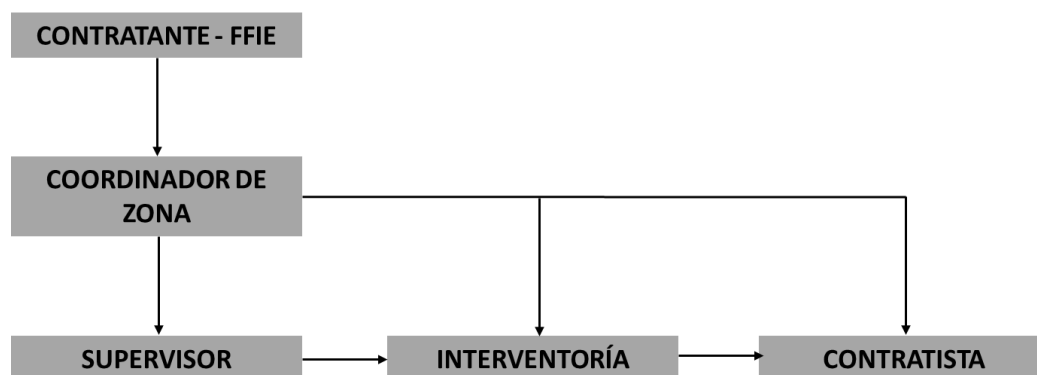 CONTRATANTE - FFIE
COORDINADOR DE
ZONA
SUPERVISOR
INTERVENTORÍA
CONTRATISTA